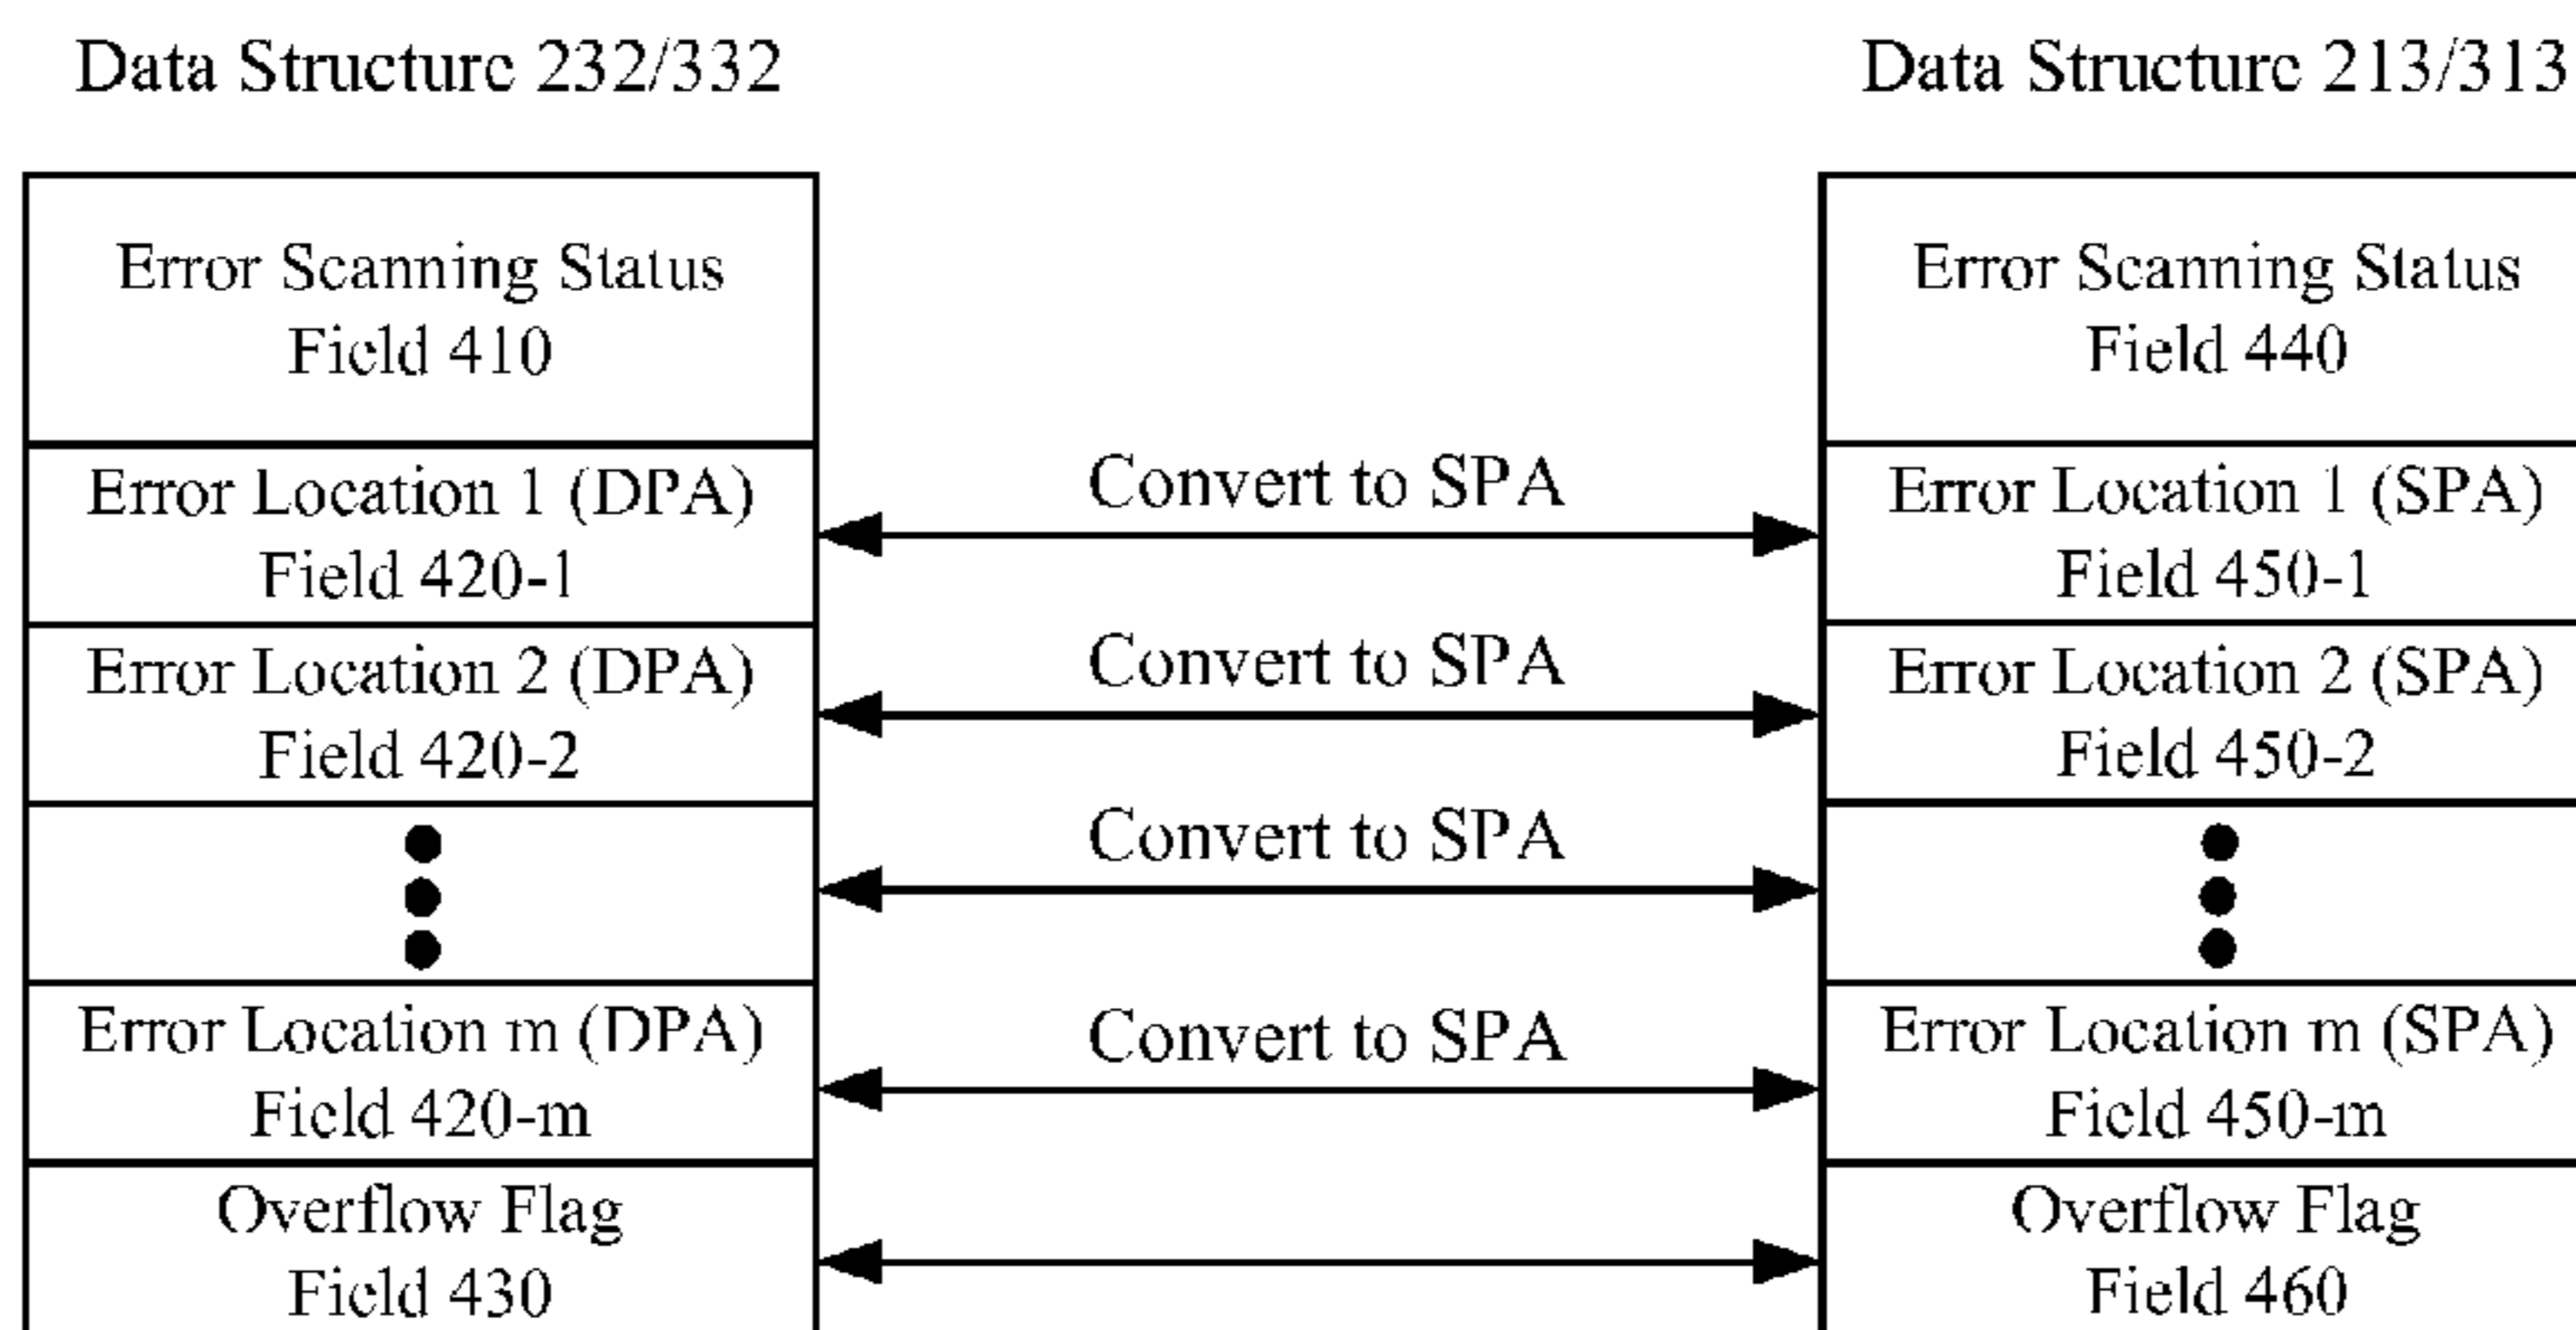 Data Structure 232/332
Data Structure 213/313
Error Scanning Status
Field 410
Error Scanning Status
Field 440
Error Location 1 (DPA)
Field 420-1
Convert to SPA
Error Location 1 (SPA)
Field 450-1
Error Location 2 (DPA)
Field 420-2
Convert to SPA
Error Location 2 (SPA)
Field 450-2
Convert to SPA
Error Location m (DPA)
Field 420-m
Convert to SPA
Error Location m (SPA)
Field 450-m
Overflow Flag
Field 430
Overflow Flag
Field 460